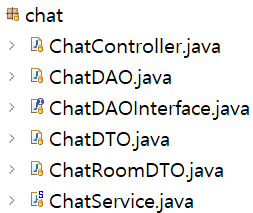 chat
ChatController.java
ChatDAO.java
ChatDAOInterface.java
ChatDTO.java
ChatRoomDTO.java
ChatService.java